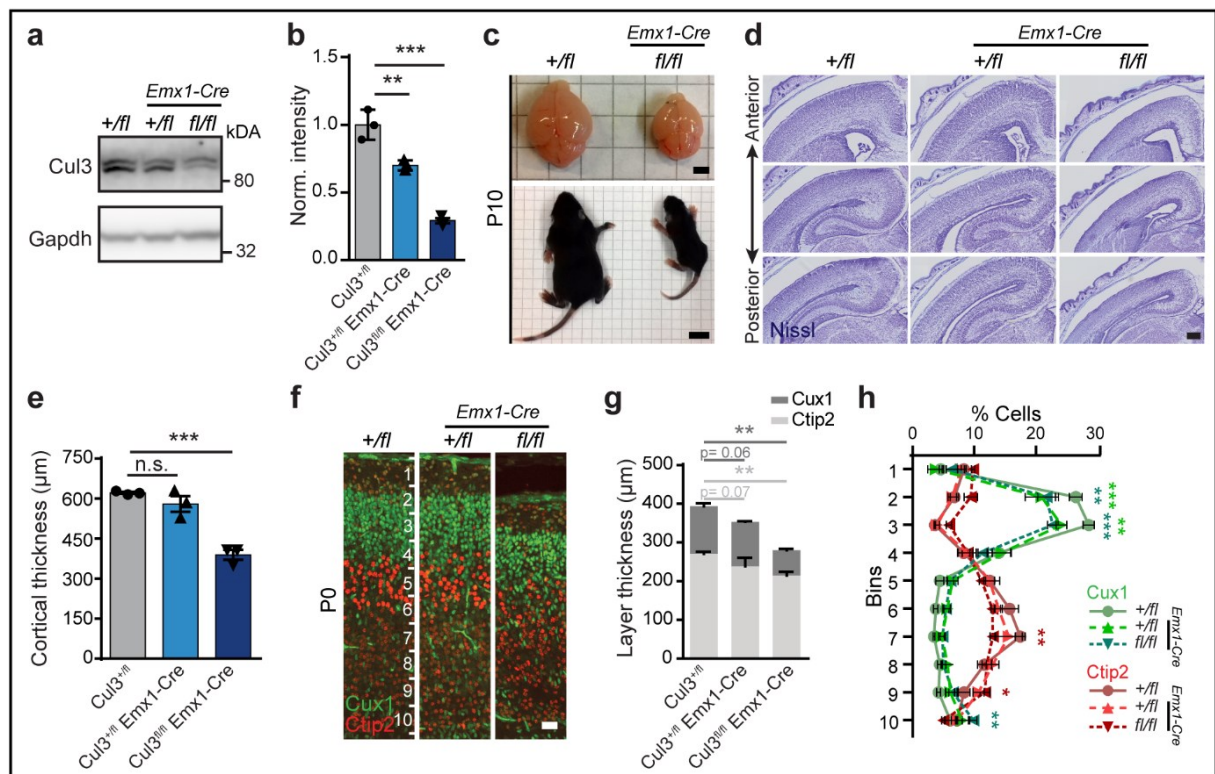 a
Emx1-Cre
+/fl +/fl fl/fl kDA
Cul3
80
Gapdh
32
b
***
**
Norm. intensity
1.0
0.5
0.0
Cul3+/fl
Cul3+/fl Emx1-Cre
Cul3fl/fl Emx1-Cre
c
Emx1-Cre
+/fl fl/fl
P10
d
Emx1-Cre
+/fl +/fl fl/fl
Anterior
Posterior
Nissl
e
***
n.s.
Cortical thickness (μm)
750
600
450
300
150
0
Cul3+/fl
Cul3+/fl Emx1-Cre
Cul3fl/fl Emx1-Cre
f
Emx1-Cre
+/fl +/fl fl/fl
P0
1
2
3
4
5
6
7
8
9
10
Cux1
Ctip2
g
Cux1
Ctip2
**
p= 0.06
**
p= 0.07
Layer thickness (μm)
500
400
300
200
100
0
Cul3+/fl
Cul3+/fl Emx1-Cre
Cul3fl/fl Emx1-Cre
h
% Cells
0 10 20 30
Bins
1
2
3
4
5
6
7
8
9
10
** ***
*** **
**
*
**
Cux1
+/fl
+/fl
fl/fl
Emx1-Cre
Ctip2
+/fl
+/fl
fl/fl
Emx1-Cre